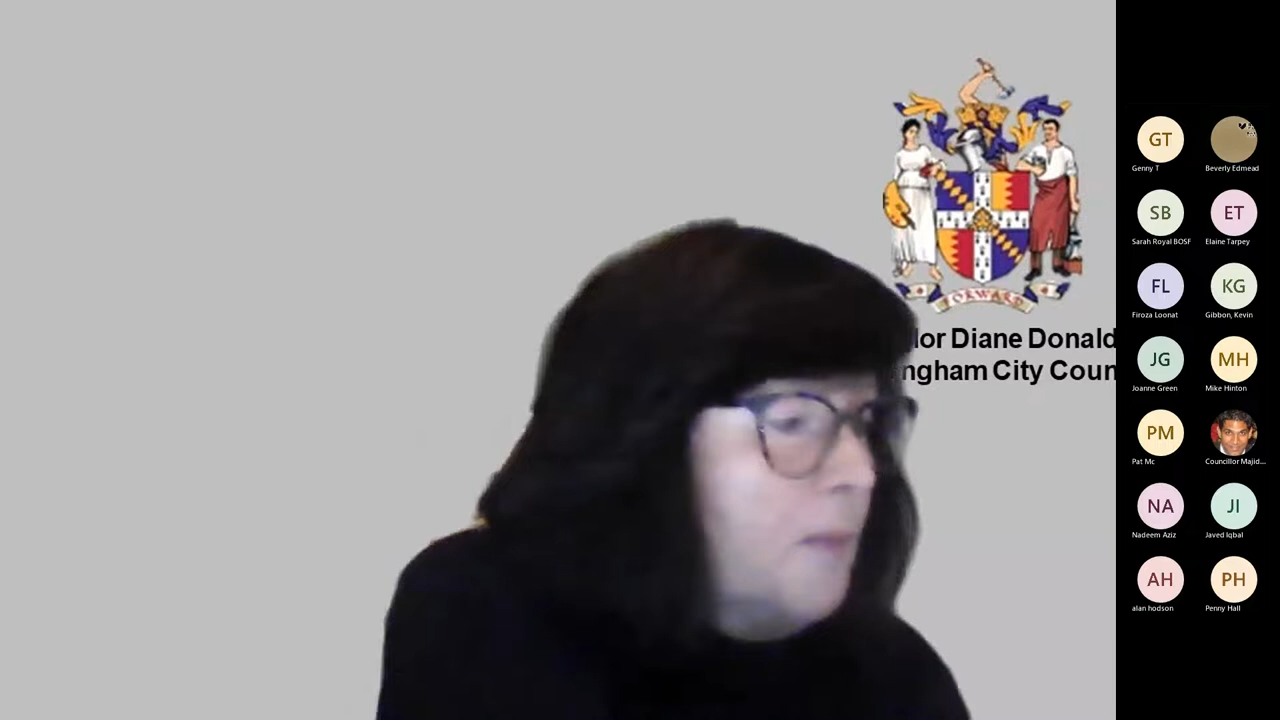 FORWARD
lor Diane Donald
ngham City Coun
GT
Genny T
Beverly Edmead
SB
Sarah Royal BOSF
ET
Elaine Tarpey
FL
Firoza Loonat
KG
Gibbon, Kevin
JG
Joanne Green
MH
Mike Hinton
PM
Pat Mc
Councillor Majid...
NA
Nadeem Aziz
JI
Javed Iqbal
AH
alan hodson
PH
Penny Hall